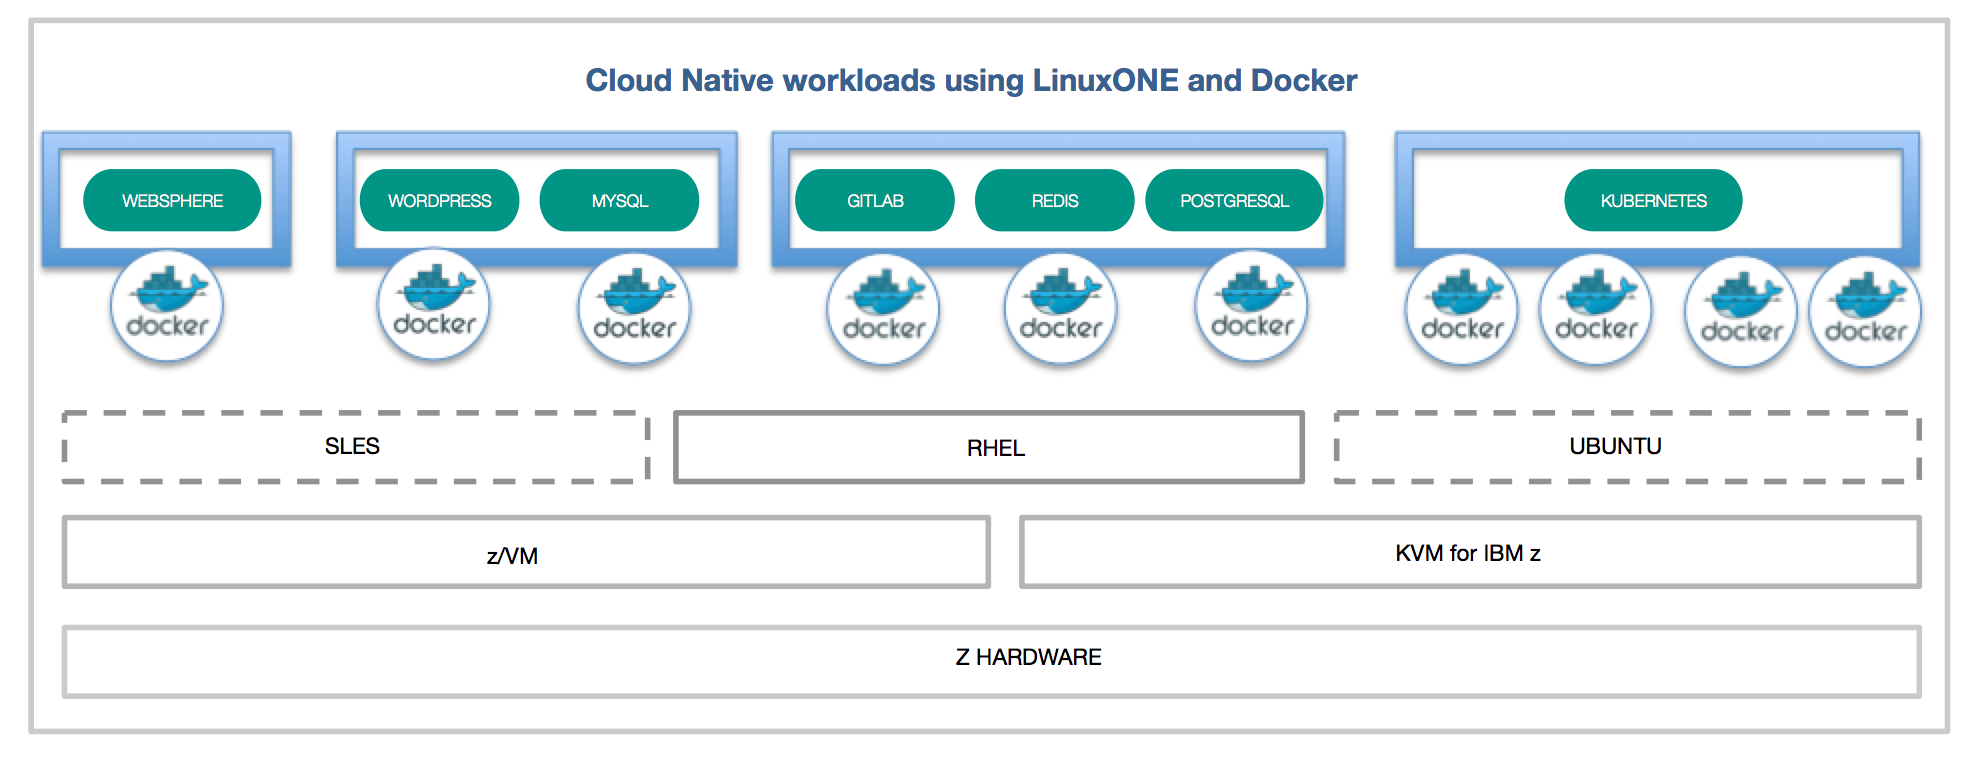 Cloud Native workloads using LinuxONE and Docker
WEBSPHERE
WORDPRESS
MYSQL
GITLAB
REDIS
POSTGRESQL
KUBERNETES
docker
docker
docker
docker
docker
docker
docker
docker
docker
docker
SLES
RHEL
UBUNTU
z/VM
KVM for IBM z
Z HARDWARE